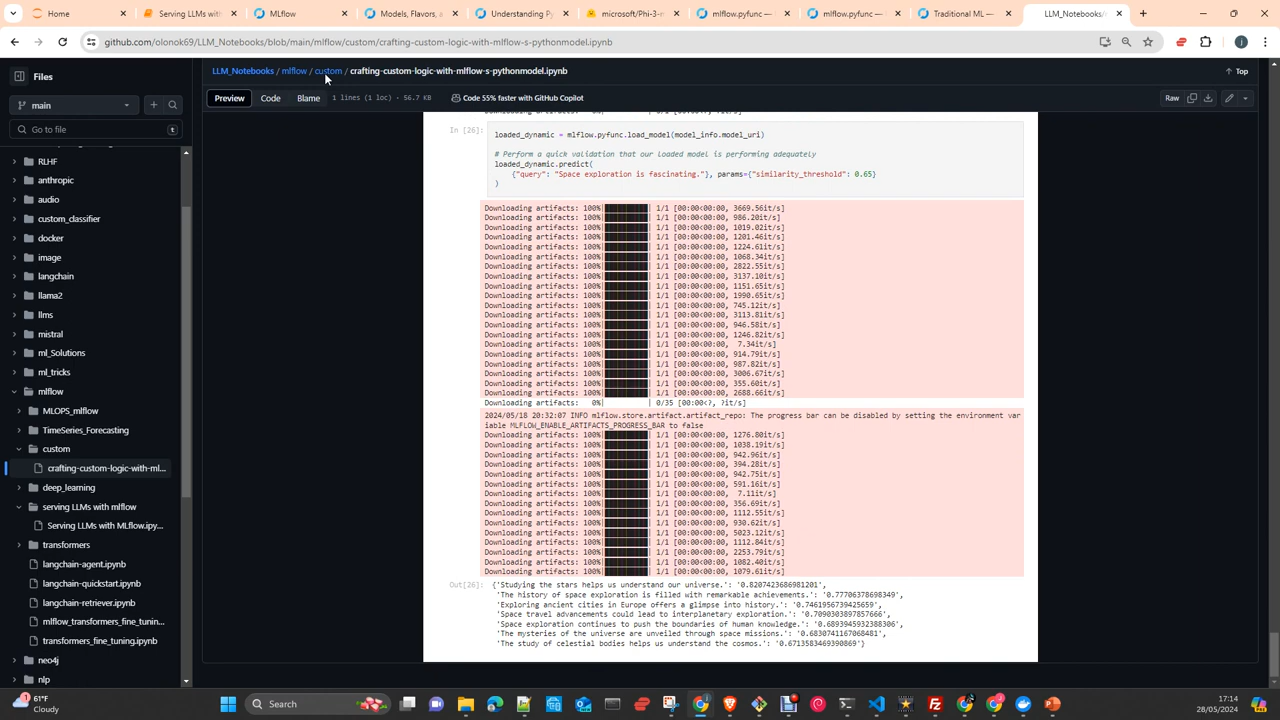 Home
Serving LLMs with
MLflow
Models, Flavors, a
Understanding Py
microsoft/Phi-3-m
mlflow.pyfunc —
mlflow.pyfunc —
Traditional ML —
LLM_Notebooks/
github.com/olonok69/LLM_Notebooks/blob/main/mlflow/custom/crafting-custom-logic-with-mlflow-s-pythonmodel.ipynb
Files
LLM_Notebooks / mlflow / custom / crafting-custom-logic-with-mlflow-s-pythonmodel.ipynb
Top
main
Preview Code Blame 1 lines (1 loc) · 56.7 KB Code 55% faster with GitHub Copilot Raw
Go to file t
RLHF
anthropic
audio
custom_classifier
docker
image
langchain
llama2
llms
mistral
ml_Solutions
ml_tricks
mlflow
MLOPS_mlflow
TimeSeries_Forecasting
custom
crafting-custom-logic-with-ml...
deep_learning
serving LLMs with mlflow
Serving LLMs with MLflow.ipy...
transformers
langchain-agent.ipynb
langchain-quickstart.ipynb
langchain-retriever.ipynb
mlflow_transformers_fine_tunin...
transformers_fine_tuning.ipynb
neo4j
nlp
In [26]:
loaded_dynamic = mlflow.pyfunc.load_model(model_info.model_uri)
# Perform a quick validation that our loaded model is performing adequately
loaded_dynamic.predict(
{"query": "Space exploration is fascinating."}, params={"similarity_threshold": 0.65}
)
Downloading artifacts: 100%| | 1/1 [00:00<00:00, 3669.56it/s]
Downloading artifacts: 100%| | 1/1 [00:00<00:00, 986.20it/s]
Downloading artifacts: 100%| | 1/1 [00:00<00:00, 1019.02it/s]
Downloading artifacts: 100%| | 1/1 [00:00<00:00, 1201.46it/s]
Downloading artifacts: 100%| | 1/1 [00:00<00:00, 1224.61it/s]
Downloading artifacts: 100%| | 1/1 [00:00<00:00, 1068.34it/s]
Downloading artifacts: 100%| | 1/1 [00:00<00:00, 2822.55it/s]
Downloading artifacts: 100%| | 1/1 [00:00<00:00, 3137.10it/s]
Downloading artifacts: 100%| | 1/1 [00:00<00:00, 1151.65it/s]
Downloading artifacts: 100%| | 1/1 [00:00<00:00, 1990.65it/s]
Downloading artifacts: 100%| | 1/1 [00:00<00:00, 745.12it/s]
Downloading artifacts: 100%| | 1/1 [00:00<00:00, 3113.81it/s]
Downloading artifacts: 100%| | 1/1 [00:00<00:00, 946.58it/s]
Downloading artifacts: 100%| | 1/1 [00:00<00:00, 1246.82it/s]
Downloading artifacts: 100%| | 1/1 [00:00<00:00, 7.34it/s]
Downloading artifacts: 100%| | 1/1 [00:00<00:00, 914.79it/s]
Downloading artifacts: 100%| | 1/1 [00:00<00:00, 987.82it/s]
Downloading artifacts: 100%| | 1/1 [00:00<00:00, 3006.67it/s]
Downloading artifacts: 100%| | 1/1 [00:00<00:00, 355.60it/s]
Downloading artifacts: 100%| | 1/1 [00:00<00:00, 2688.66it/s]
Downloading artifacts: 0%| | 0/35 [00:00<?, ?it/s]
2024/05/18 20:32:07 INFO mlflow.store.artifact.artifact_repo: The progress bar can be disabled by setting the environment var
iable MLFLOW_ENABLE_ARTIFACTS_PROGRESS_BAR to false
Downloading artifacts: 100%| | 1/1 [00:00<00:00, 1276.80it/s]
Downloading artifacts: 100%| | 1/1 [00:00<00:00, 1038.19it/s]
Downloading artifacts: 100%| | 1/1 [00:00<00:00, 942.96it/s]
Downloading artifacts: 100%| | 1/1 [00:00<00:00, 394.28it/s]
Downloading artifacts: 100%| | 1/1 [00:00<00:00, 942.75it/s]
Downloading artifacts: 100%| | 1/1 [00:00<00:00, 591.16it/s]
Downloading artifacts: 100%| | 1/1 [00:00<00:00, 7.11it/s]
Downloading artifacts: 100%| | 1/1 [00:00<00:00, 356.69it/s]
Downloading artifacts: 100%| | 1/1 [00:00<00:00, 1112.55it/s]
Downloading artifacts: 100%| | 1/1 [00:00<00:00, 930.62it/s]
Downloading artifacts: 100%| | 1/1 [00:00<00:00, 5023.12it/s]
Downloading artifacts: 100%| | 1/1 [00:00<00:00, 1112.84it/s]
Downloading artifacts: 100%| | 1/1 [00:00<00:00, 2253.79it/s]
Downloading artifacts: 100%| | 1/1 [00:00<00:00, 1082.40it/s]
Downloading artifacts: 100%| | 1/1 [00:00<00:00, 1079.61it/s]
Out[26]: {'Studying the stars helps us understand our universe.': '0.8207423686981201',
'The history of space exploration is filled with remarkable achievements.': '0.77706378698349',
'Exploring ancient cities in Europe offers a glimpse into history.': '0.7461956739425659',
'Space travel advancements could lead to interplanetary exploration.': '0.7090303897857666',
'Space exploration continues to push the boundaries of human knowledge.': '0.6893945932388306',
'The mysteries of the universe are unveiled through space missions.': '0.6830741167068481',
'The study of celestial bodies helps us understand the cosmos.': '0.6713583469390869'}
61°F
Cloudy
Search
17:14
28/05/2024